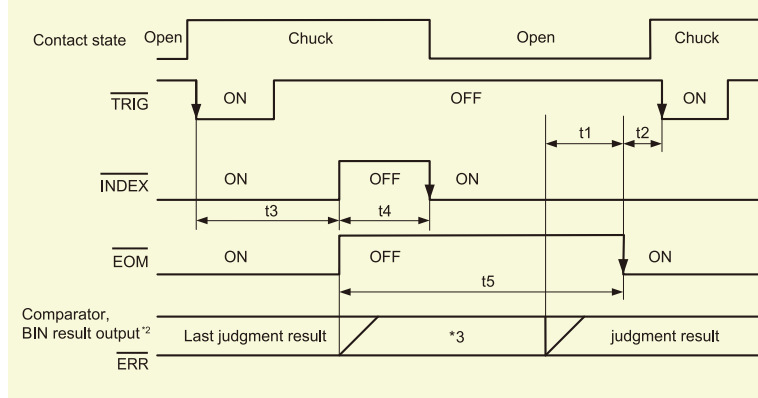 Contact state Open Chuck Open Chuck
TRIG ON OFF ON
t1 t2
INDEX ON OFF ON
t3 t4
EOM ON OFF ON
t5
Comparator,
BIN result output*2 Last judgment result *3 judgment result
ERR